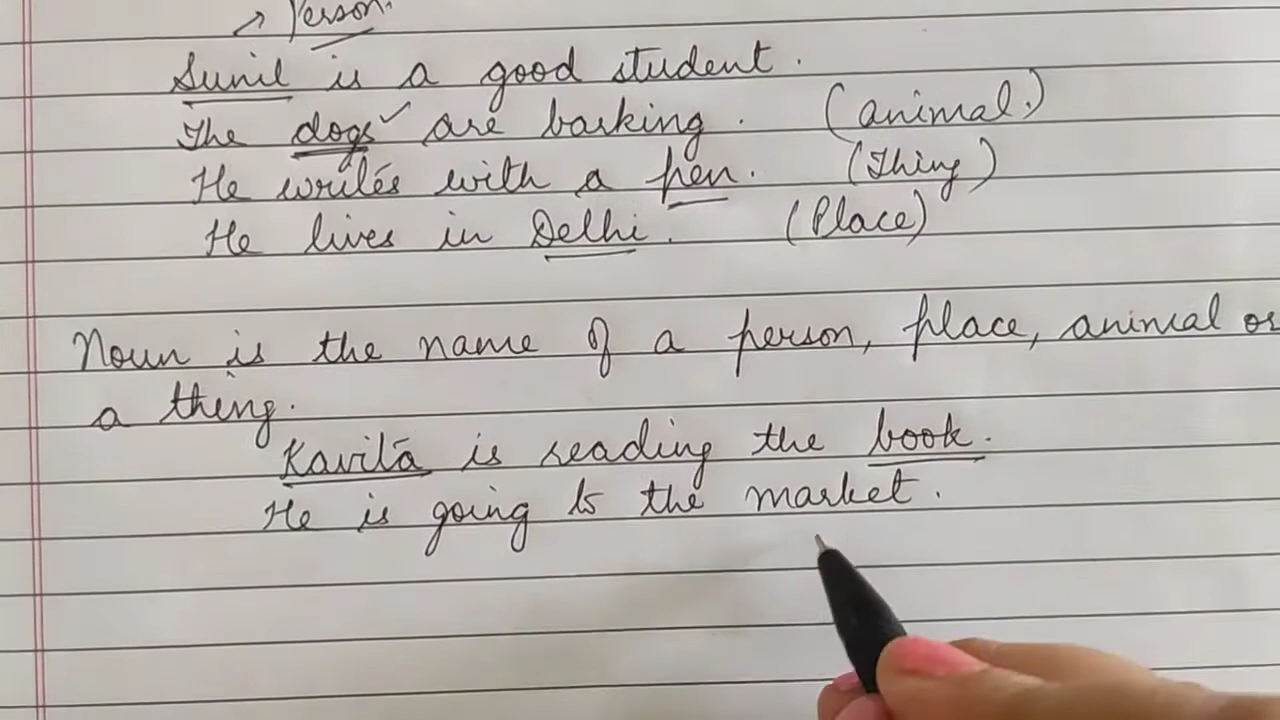 → Person.
Sunil is a good student.
The dogs✓ are barking. (animal.)
He writes with a pen. (Thing)
He lives in Delhi. (Place)
Noun is the name of a person, place, animal or
a thing.
Kavita is reading the book.
He is going to the market.